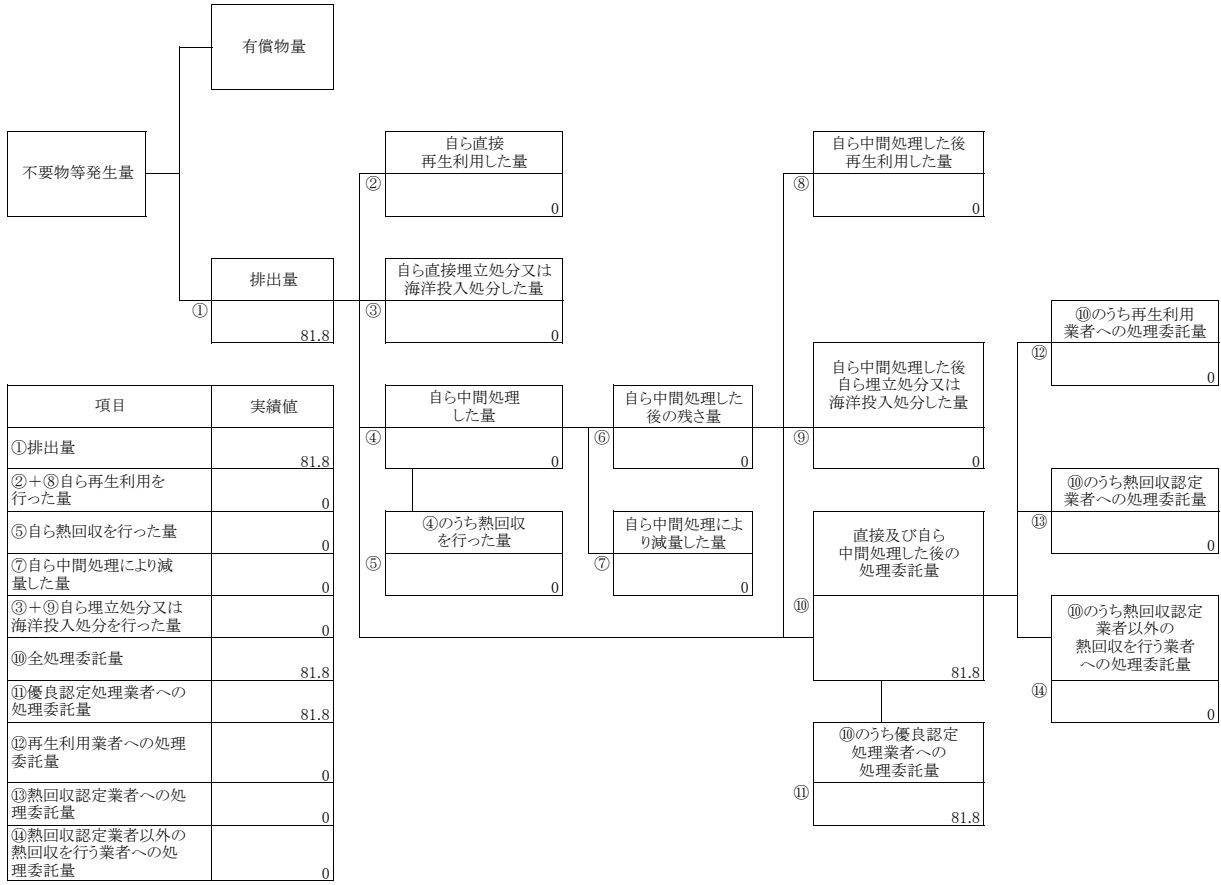 有償物量
不要物等発生量
自ら直接
再生利用した量
②
0
自ら中間処理した後
再生利用した量
⑧
0
排出量
①
81.8
自ら直接埋立処分又は
海洋投入処分した量
③
0
⑩のうち再生利用
業者への処理委託量
⑫
0
自ら中間処理
した量
④
0
自ら中間処理した
後の残さ量
⑥
0
自ら中間処理した後
自ら埋立処分又は
海洋投入処分した量
⑨
0
⑩のうち熱回収認定
業者への処理委託量
⑬
0
④のうち熱回収
を行った量
⑤
0
自ら中間処理によ
り減量した量
⑦
0
直接及び自ら
中間処理した後の
処理委託量
⑩
81.8
⑩のうち熱回収認定
業者以外の
熱回収を行う業者
への処理委託量
⑭
0
⑩のうち優良認定
処理業者への
処理委託量
⑪
81.8
項目 実績値
①排出量 81.8
②＋⑧自ら再生利用を
行った量 0
⑤自ら熱回収を行った量 0
⑦自ら中間処理により減
量した量 0
③＋⑨自ら埋立処分又は
海洋投入処分を行った量 0
⑩全処理委託量 81.8
⑪優良認定処理業者への
処理委託量 81.8
⑫再生利用業者への処理
委託量 0
⑬熱回収認定業者への処
理委託量 0
⑭熱回収認定業者以外の
熱回収を行う業者への処
理委託量 0